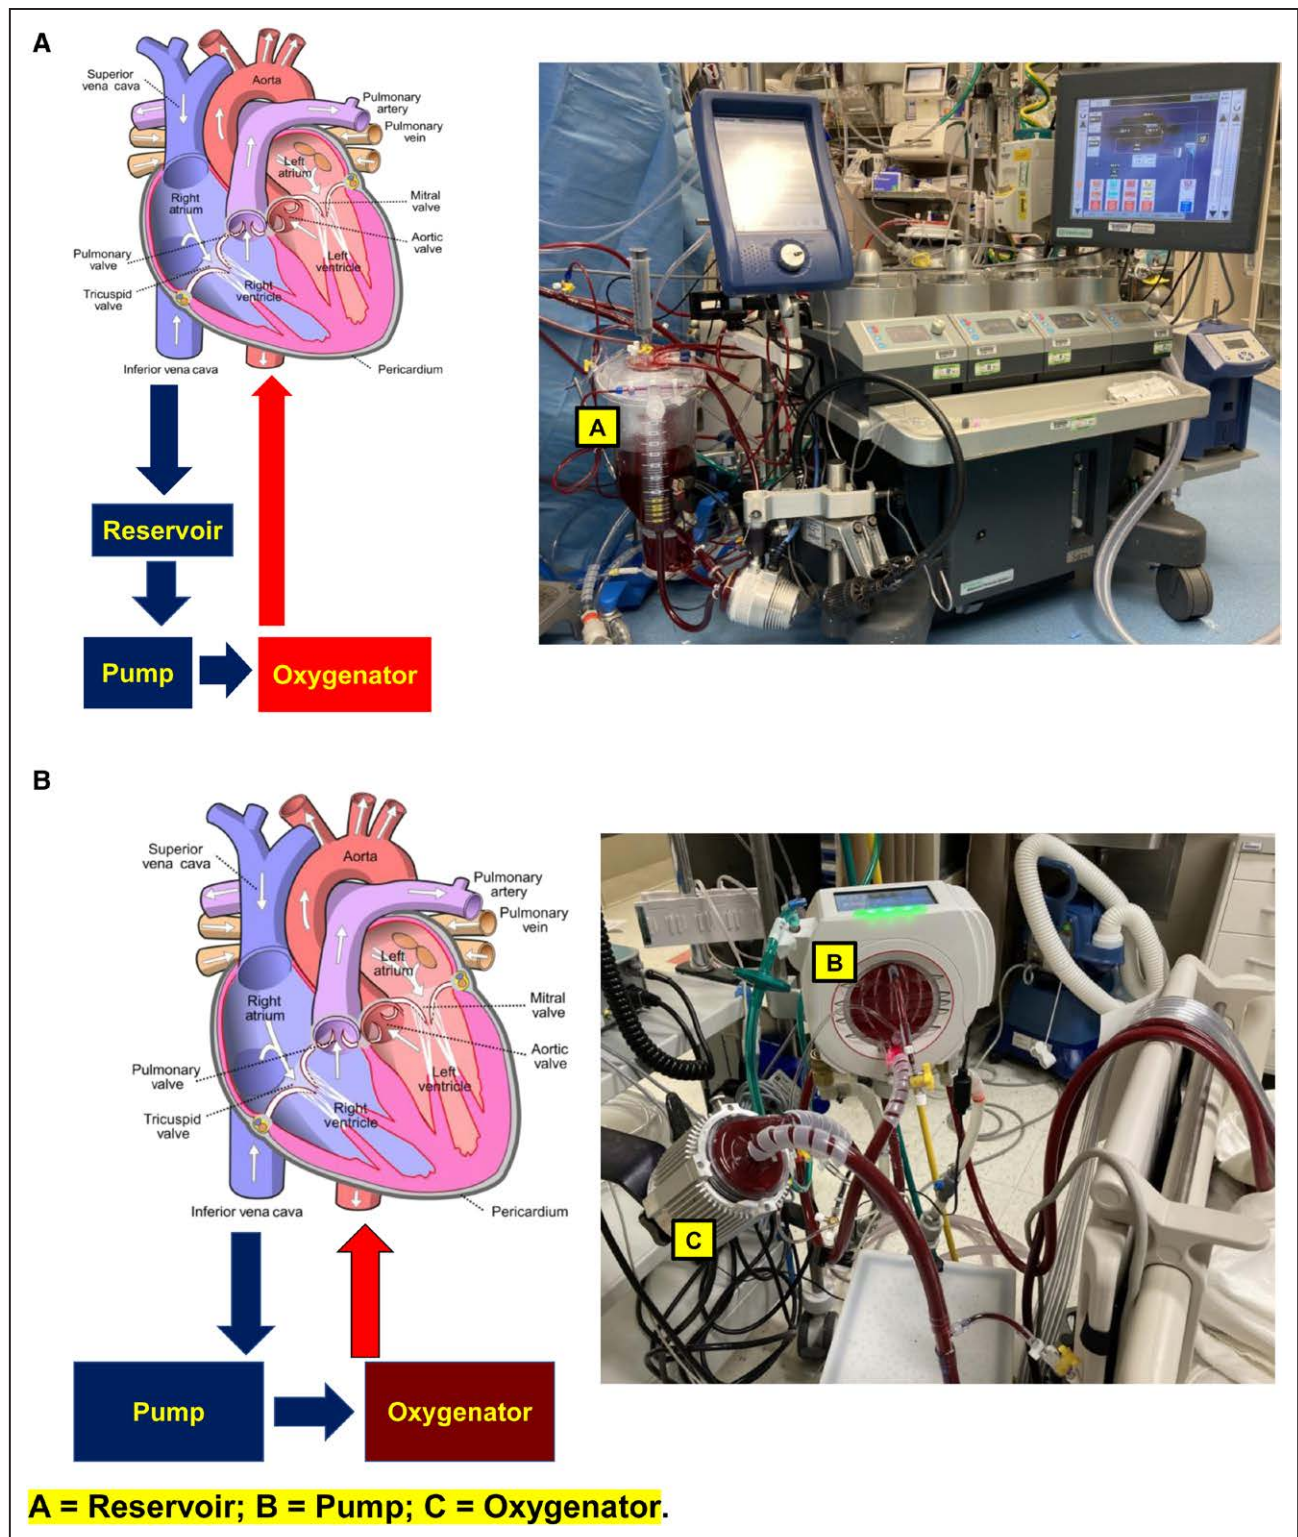 A
Superior
vena cava
Aorta
Pulmonary
artery
Pulmonary
vein
Left
atrium
Right
atrium
Mitral
valve
Aortic
valve
Pulmonary
valve
Left
ventricle
Tricuspid
valve
Right
ventricle
Inferior vena cava
Pericardium
Reservoir
Pump
Oxygenator
A
B
Superior
vena cava
Aorta
Pulmonary
artery
Pulmonary
vein
Left
atrium
Right
atrium
Mitral
valve
Aortic
valve
Pulmonary
valve
Left
ventricle
Tricuspid
valve
Right
ventricle
Inferior vena cava
Pericardium
Pump
Oxygenator
B
C
A = Reservoir; B = Pump; C = Oxygenator.